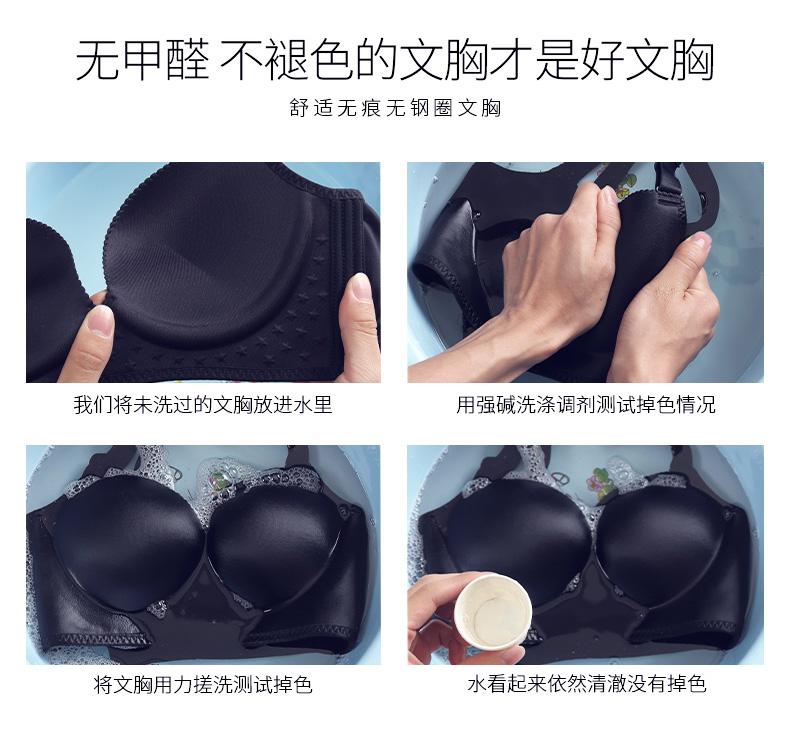 无甲醛 不褪色的文胸才是好文胸
舒适无痕无钢圈文胸
我们将未洗过的文胸放进水里
用强碱洗涤调剂测试掉色情况
将文胸用力搓洗测试掉色
水看起来依然清澈没有掉色